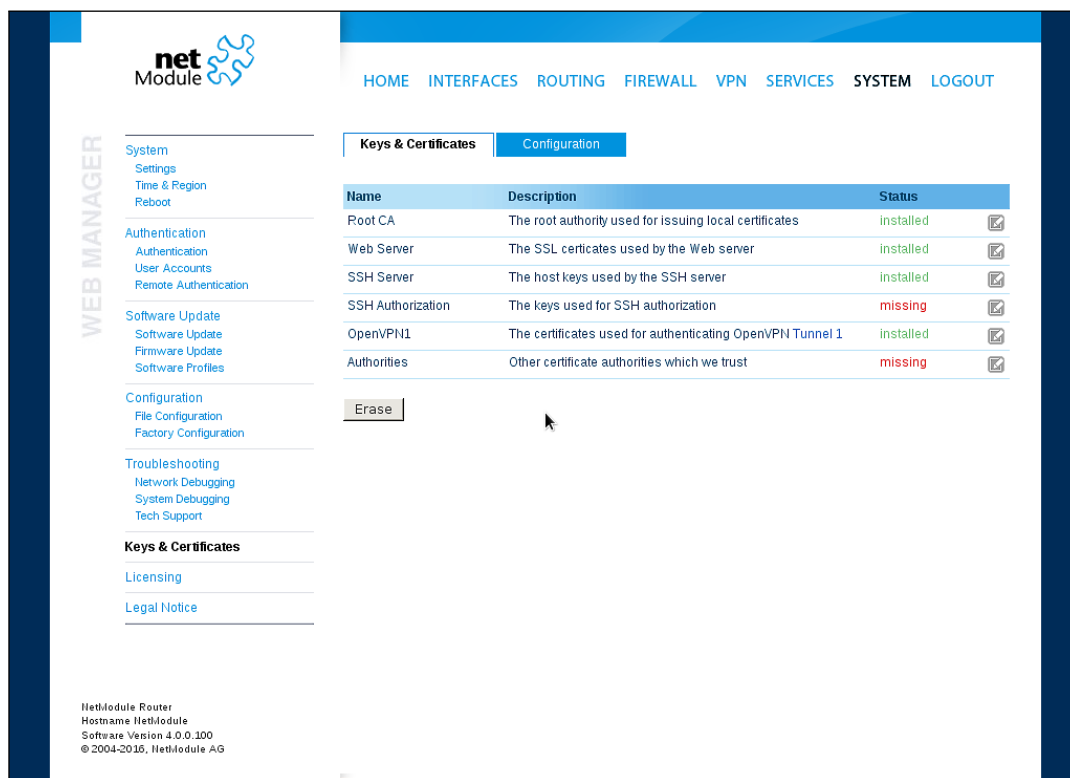 net
Module
HOME INTERFACES ROUTING FIREWALL VPN SERVICES SYSTEM LOGOUT
WEB MANAGER
System
Settings
Time & Region
Reboot
Authentication
Authentication
User Accounts
Remote Authentication
Software Update
Software Update
Firmware Update
Software Profiles
Configuration
File Configuration
Factory Configuration
Troubleshooting
Network Debugging
System Debugging
Tech Support
Keys & Certificates
Licensing
Legal Notice
Keys & Certificates Configuration
Name Description Status
Root CA The root authority used for issuing local certificates installed
Web Server The SSL certicates used by the Web server installed
SSH Server The host keys used by the SSH server installed
SSH Authorization The keys used for SSH authorization missing
OpenVPN1 The certificates used for authenticating OpenVPN Tunnel 1 installed
Authorities Other certificate authorities which we trust missing
Erase
NetModule Router
Hostname NetModule
Software Version 4.0.0.100
© 2004-2016, NetModule AG